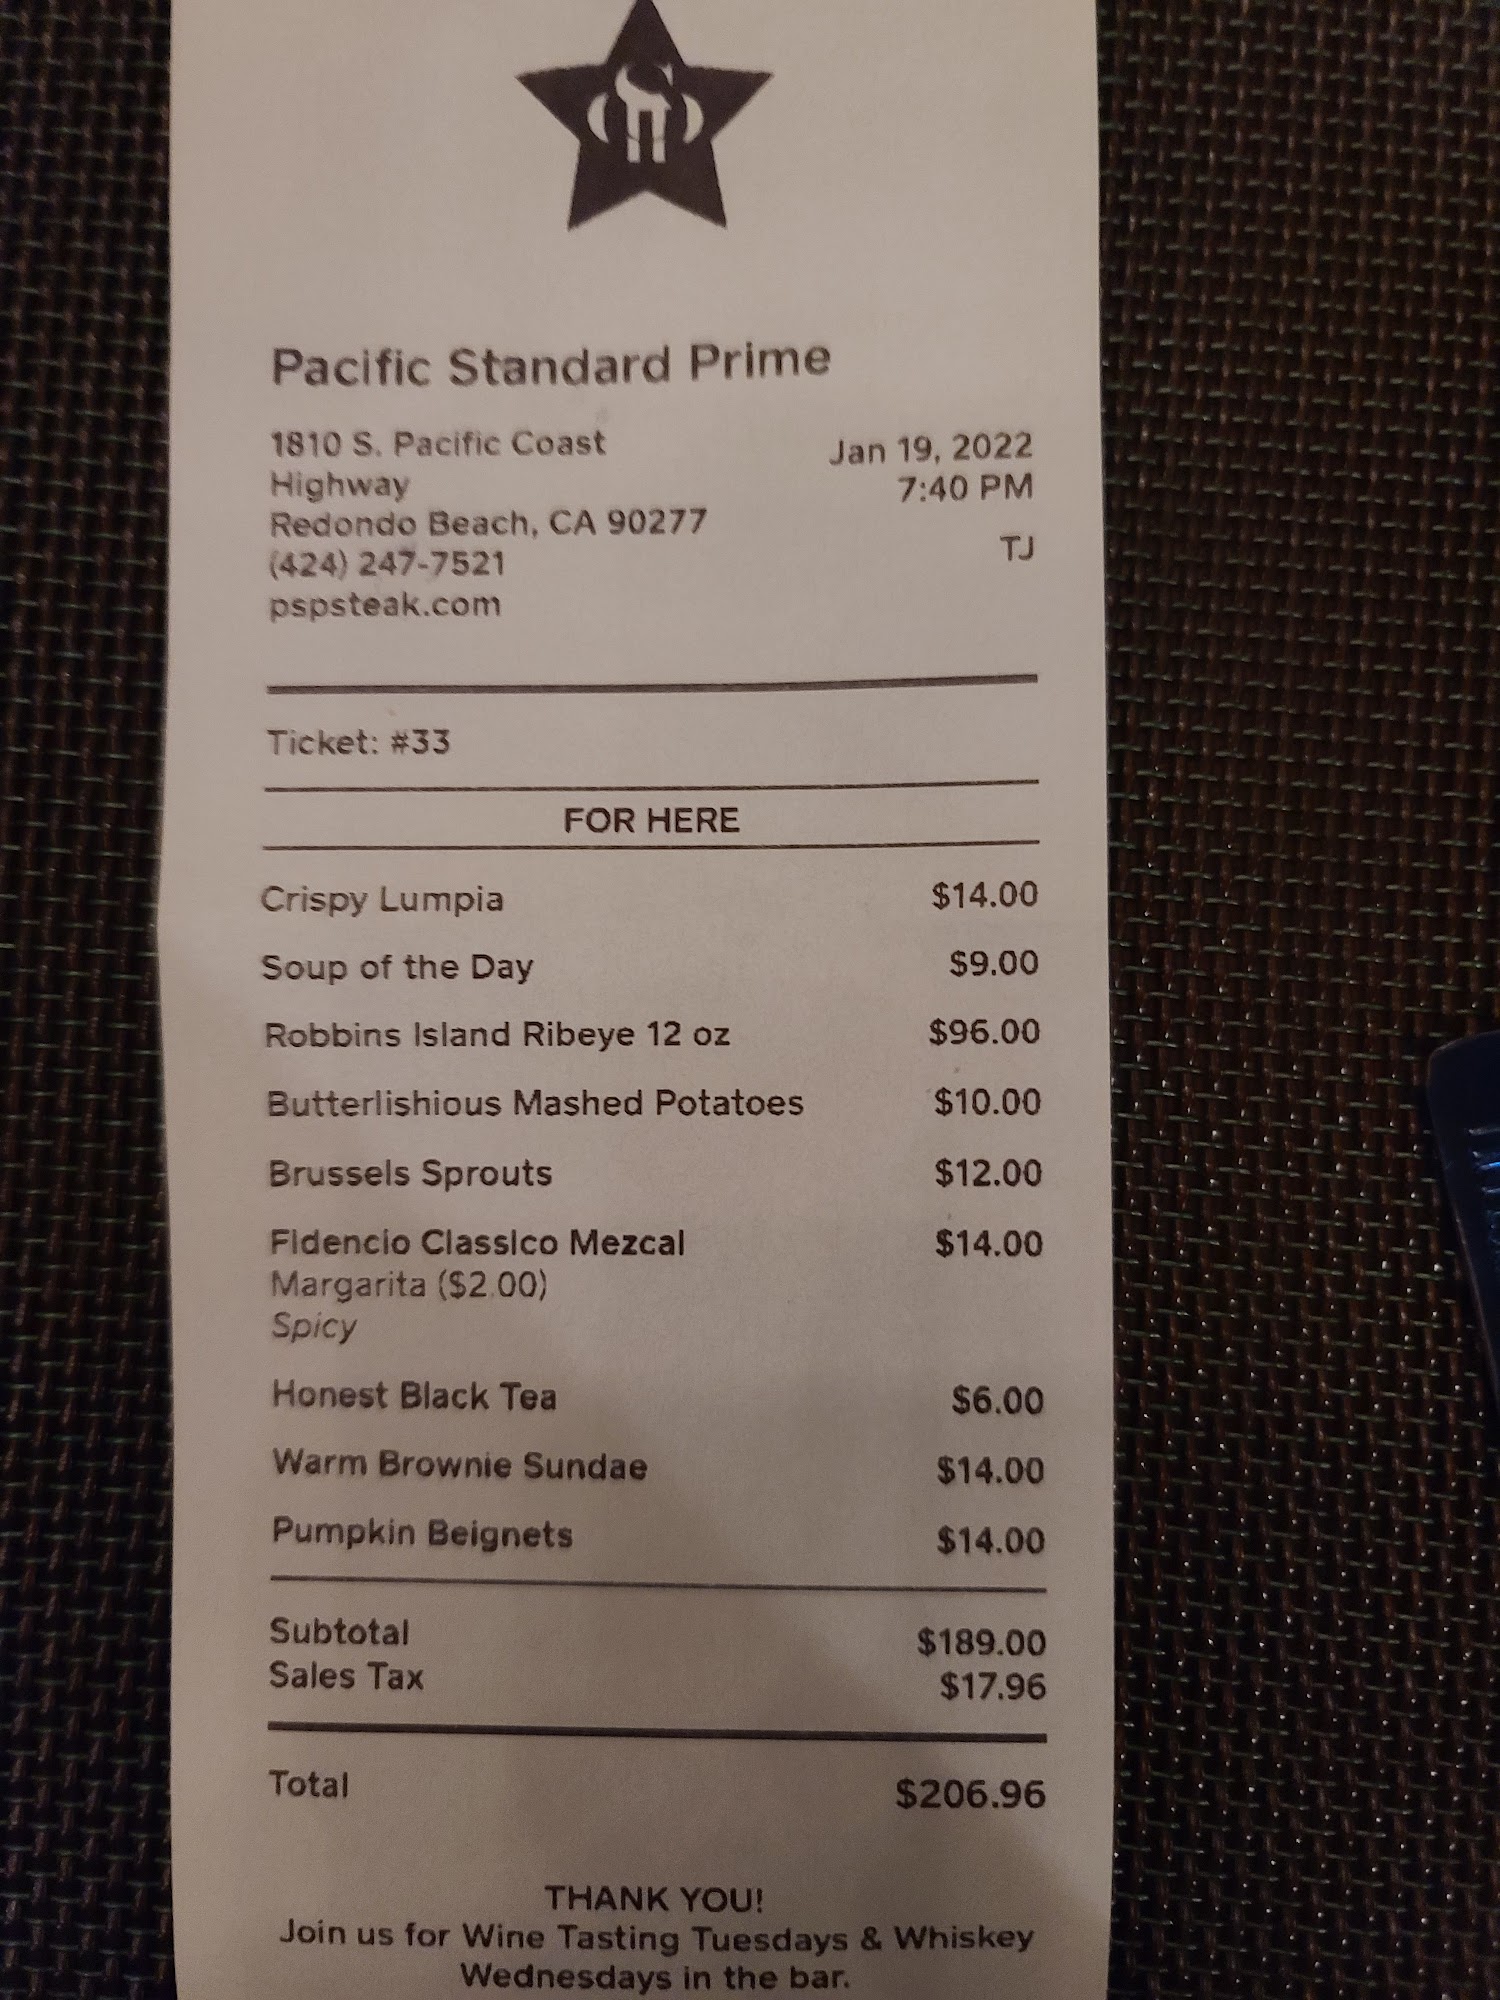 Pacific Standard Prime
1810 S. Pacific Coast
Highway
Redondo Beach, CA 90277
(424) 247-7521
pspsteak.com
Jan 19, 2022
7:40 PM
TJ
Ticket: #33
FOR HERE
Crispy Lumpia $14.00
Soup of the Day $9.00
Robbins Island Ribeye 12 oz $96.00
Butterlishious Mashed Potatoes $10.00
Brussels Sprouts $12.00
Fidencio Classico Mezcal $14.00
Margarita ($2.00)
Spicy
Honest Black Tea $6.00
Warm Brownie Sundae $14.00
Pumpkin Beignets $14.00
Subtotal $189.00
Sales Tax $17.96
Total $206.96
THANK YOU!
Join us for Wine Tasting Tuesdays & Whiskey
Wednesdays in the bar.